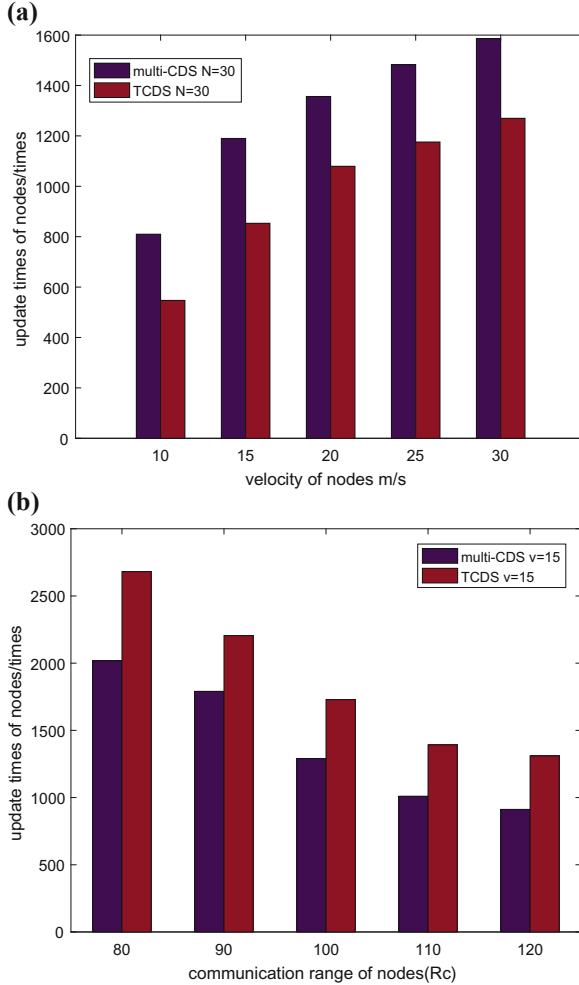 (a)
1600
1400
1200
1000
800
600
400
200
0
update times of nodes/times
multi-CDS N=30
TCDS N=30
10 15 20 25 30
velocity of nodes m/s
(b)
3000
2500
2000
1500
1000
500
0
update times of nodes/times
multi-CDS v=15
TCDS v=15
80 90 100 110 120
communication range of nodes(Rc)